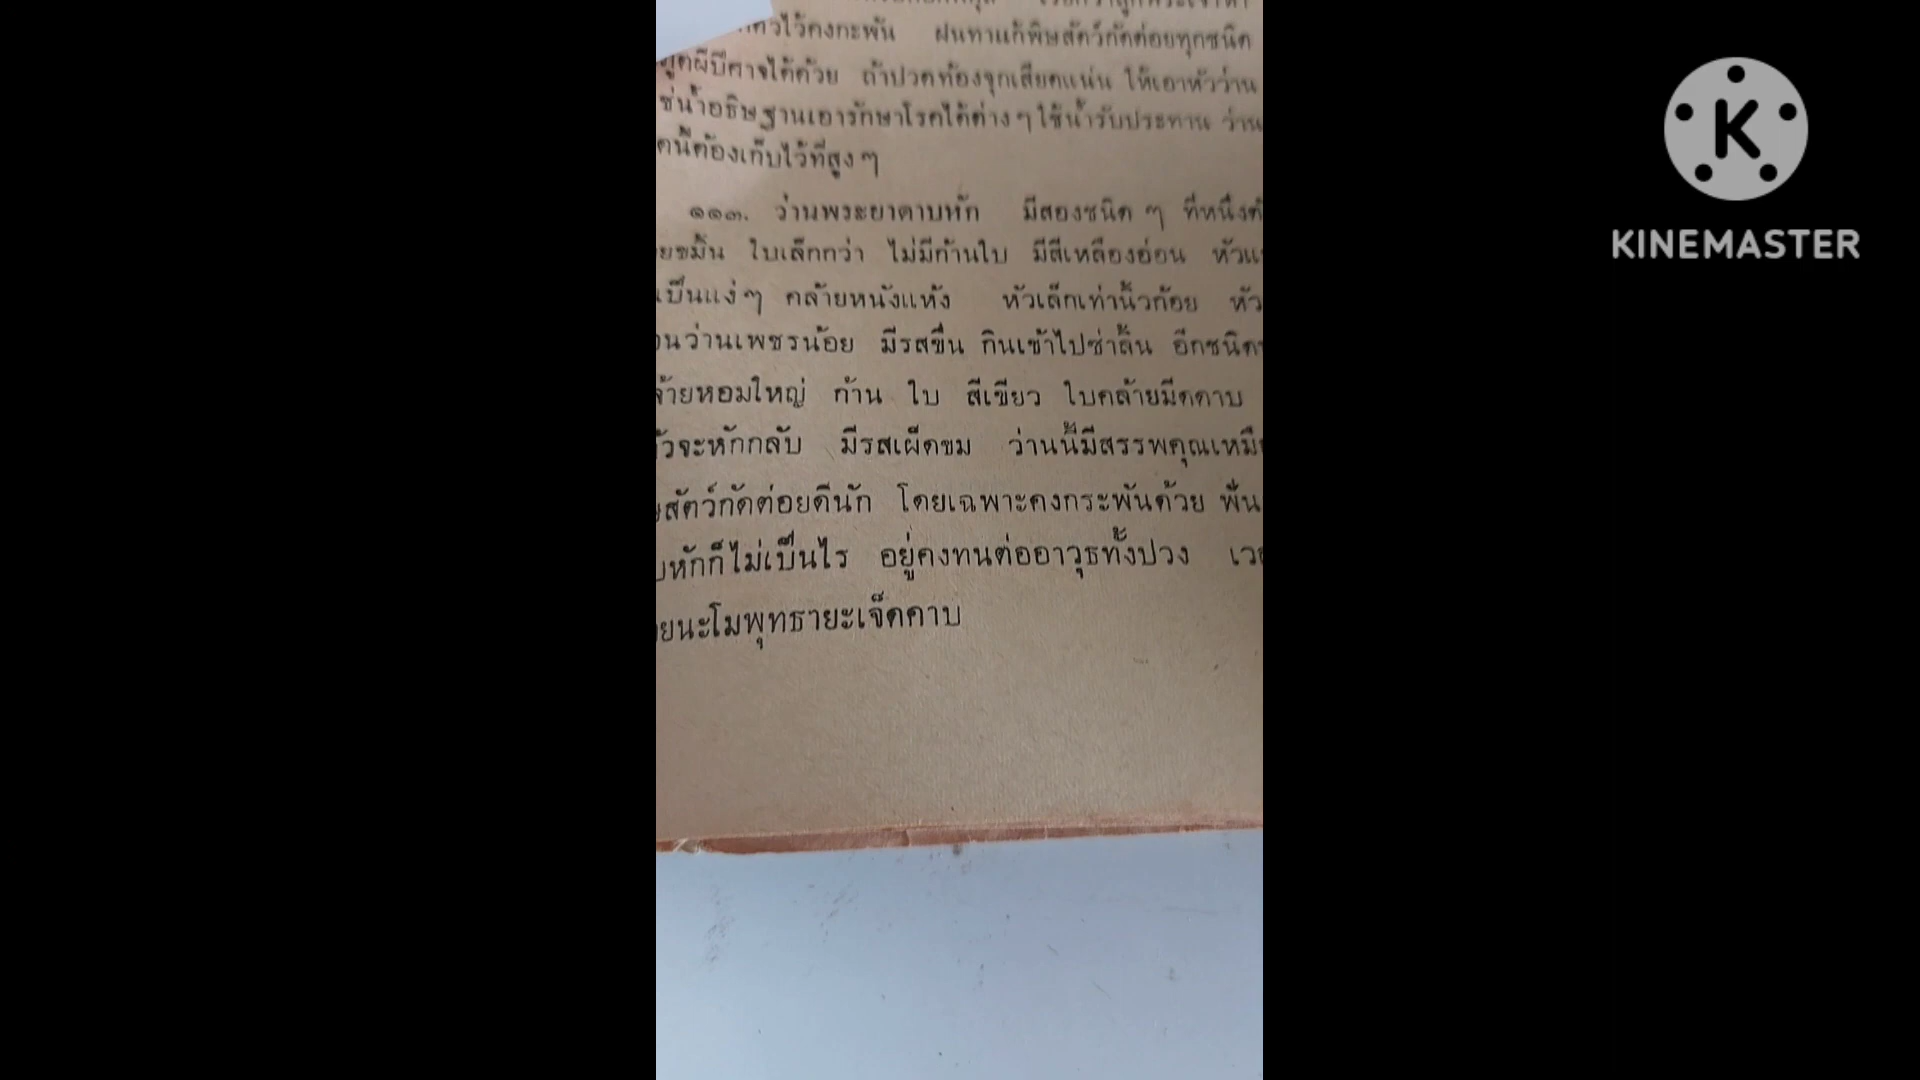 ตัวไว้คงกะพัน ฝนทาแก้พิษสัตว์กัดต่อยทุกชนิด
ภูตผีปีศาจได้ด้วย ถ้าปวดท้องจุกเสียดแน่น ให้เอาหัวว่าน
แช่น้ำอธิษฐานเอารักษาโรคได้ต่างๆ ใช้น้ำรับประทาน ว่าน
นี้ต้องเก็บไว้ที่สูงๆ
๑๑๓. ว่านพระยาดาบหัก มีสองชนิด ๆ ที่หนึ่ง
ขมิ้น ใบเล็กกว่า ไม่มีก้านใบ มีสีเหลืองอ่อน
เป็นแง่ๆ คล้ายหนังแห้ง หัวเล็กเท่านิ้วก้อย หัว
ว่านเพชรน้อย มีรสขื่น กินเข้าไปซ่าลิ้น อีกชนิด
คล้ายหอมใหญ่ ก้าน ใบ สีเขียว ใบคล้ายมีดดาบ
จะหักกลับ มีรสเผ็ดขม ว่านนี้มีสรรพคุณ
สัตว์กัดต่อยดีนัก โดยเฉพาะคงกระพันด้วย
หักก็ไม่เป็นไร อยู่คงทนต่ออาวุธทั้งปวง
นะโมพุทธายะเจ็ดคาบ
KINEMASTER